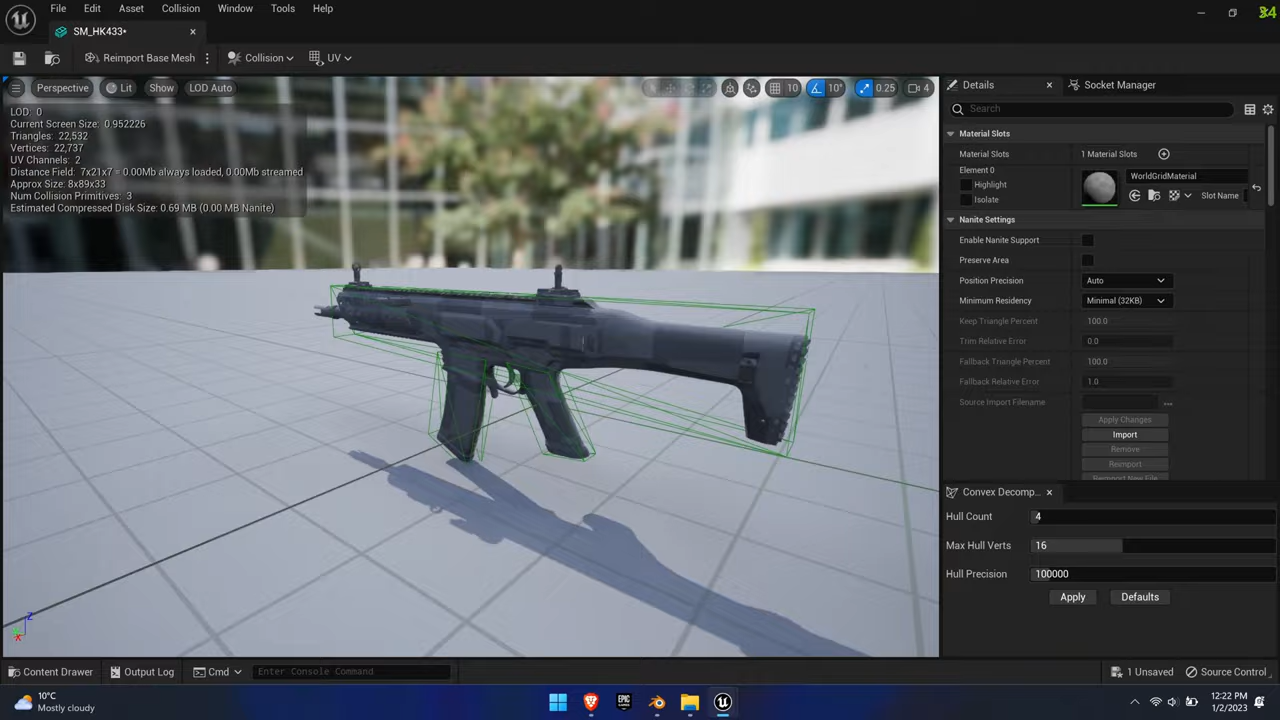 File Edit Asset Collision Window Tools Help
34
SM_HK433*
Reimport Base Mesh
Collision
UV
Perspective
Lit
Show
LOD Auto
10
10°
0.25
4
LOD: 0
Current Screen Size: 0.952226
Triangles: 22,532
Vertices: 22,737
UV Channels: 2
Distance Field: 7x21x7 = 0.00Mb always loaded, 0.00Mb streamed
Approx Size: 8x89x33
Num Collision Primitives: 3
Estimated Compressed Disk Size: 0.69 MB (0.00 MB Nanite)
Z
X
Details
Socket Manager
Search
Material Slots
Material Slots 1 Material Slots
Element 0
Highlight
Isolate
WorldGridMaterial
Slot Name
Nanite Settings
Enable Nanite Support
Preserve Area
Position Precision Auto
Minimum Residency Minimal (32KB)
Keep Triangle Percent 100.0
Trim Relative Error 0.0
Fallback Triangle Percent 100.0
Fallback Relative Error 1.0
Source Import Filename ...
Apply Changes
Import
Remove
Reimport
Reimport New File
Convex Decomp...
Hull Count 4
Max Hull Verts 16
Hull Precision 100000
Apply Defaults
Content Drawer
Output Log
Cmd
Enter Console Command
1 Unsaved
Source Control
10°C
Mostly cloudy
EPIC
GAMES
12:22 PM
1/2/2023